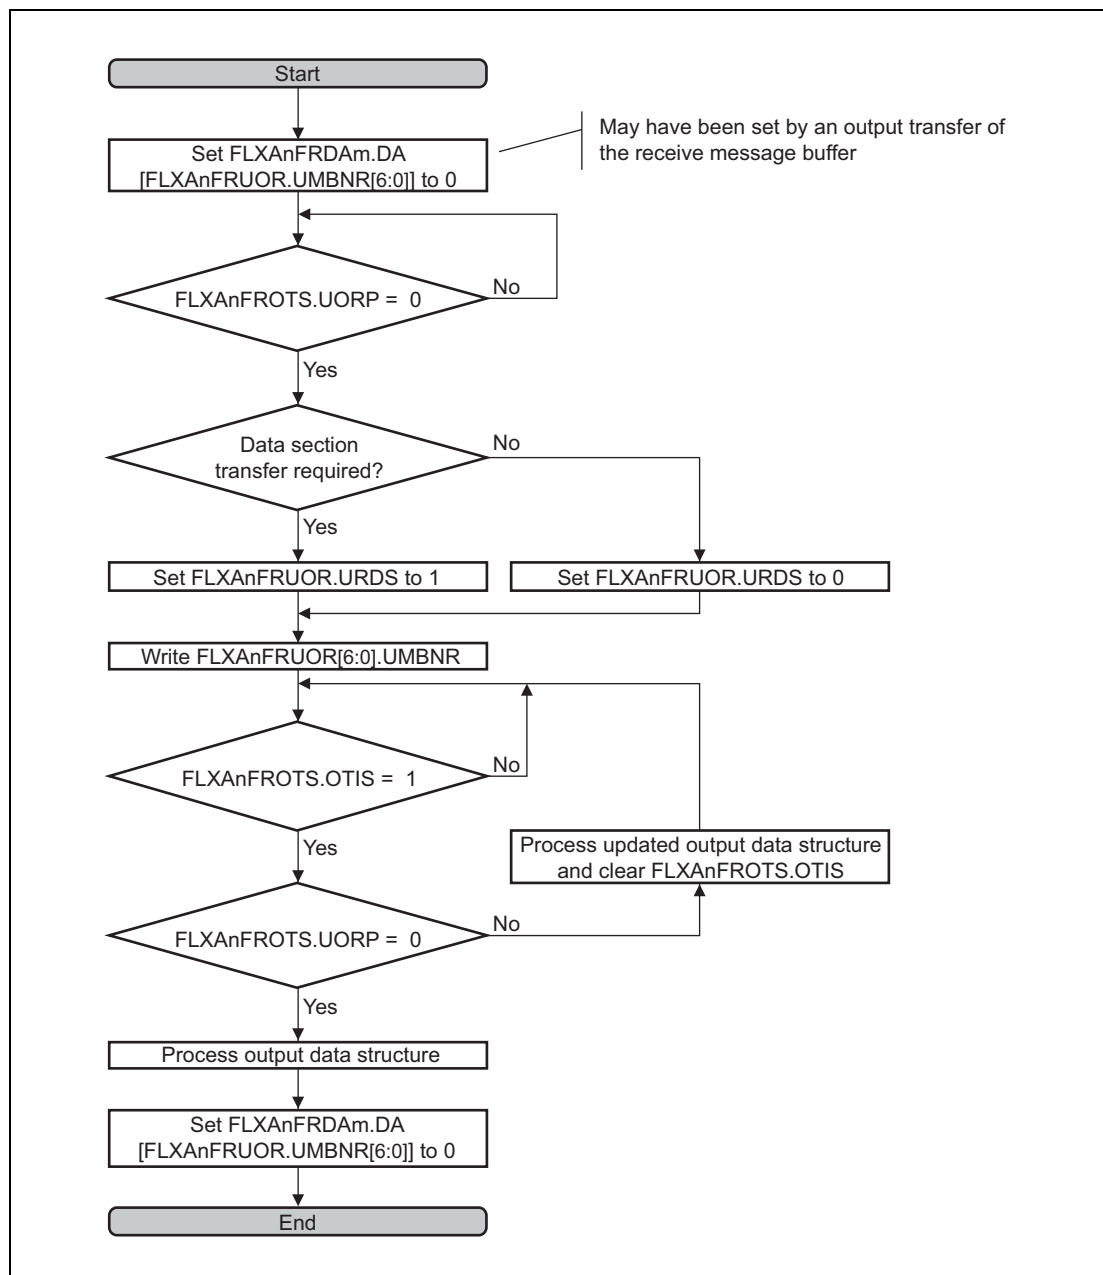 Start
May have been set by an output transfer of
the receive message buffer
Set FLXAnFRDAm.DA
[FLXAnFRUOR.UMBNR[6:0]] to 0
FLXAnFROTS.UORP = 0
No
Yes
Data section
transfer required?
No
Yes
Set FLXAnFRUOR.URDS to 1
Set FLXAnFRUOR.URDS to 0
Write FLXAnFRUOR[6:0].UMBNR
FLXAnFROTS.OTIS = 1
No
Yes
Process updated output data structure
and clear FLXAnFROTS.OTIS
FLXAnFROTS.UORP = 0
No
Yes
Process output data structure
Set FLXAnFRDAm.DA
[FLXAnFRUOR.UMBNR[6:0]] to 0
End